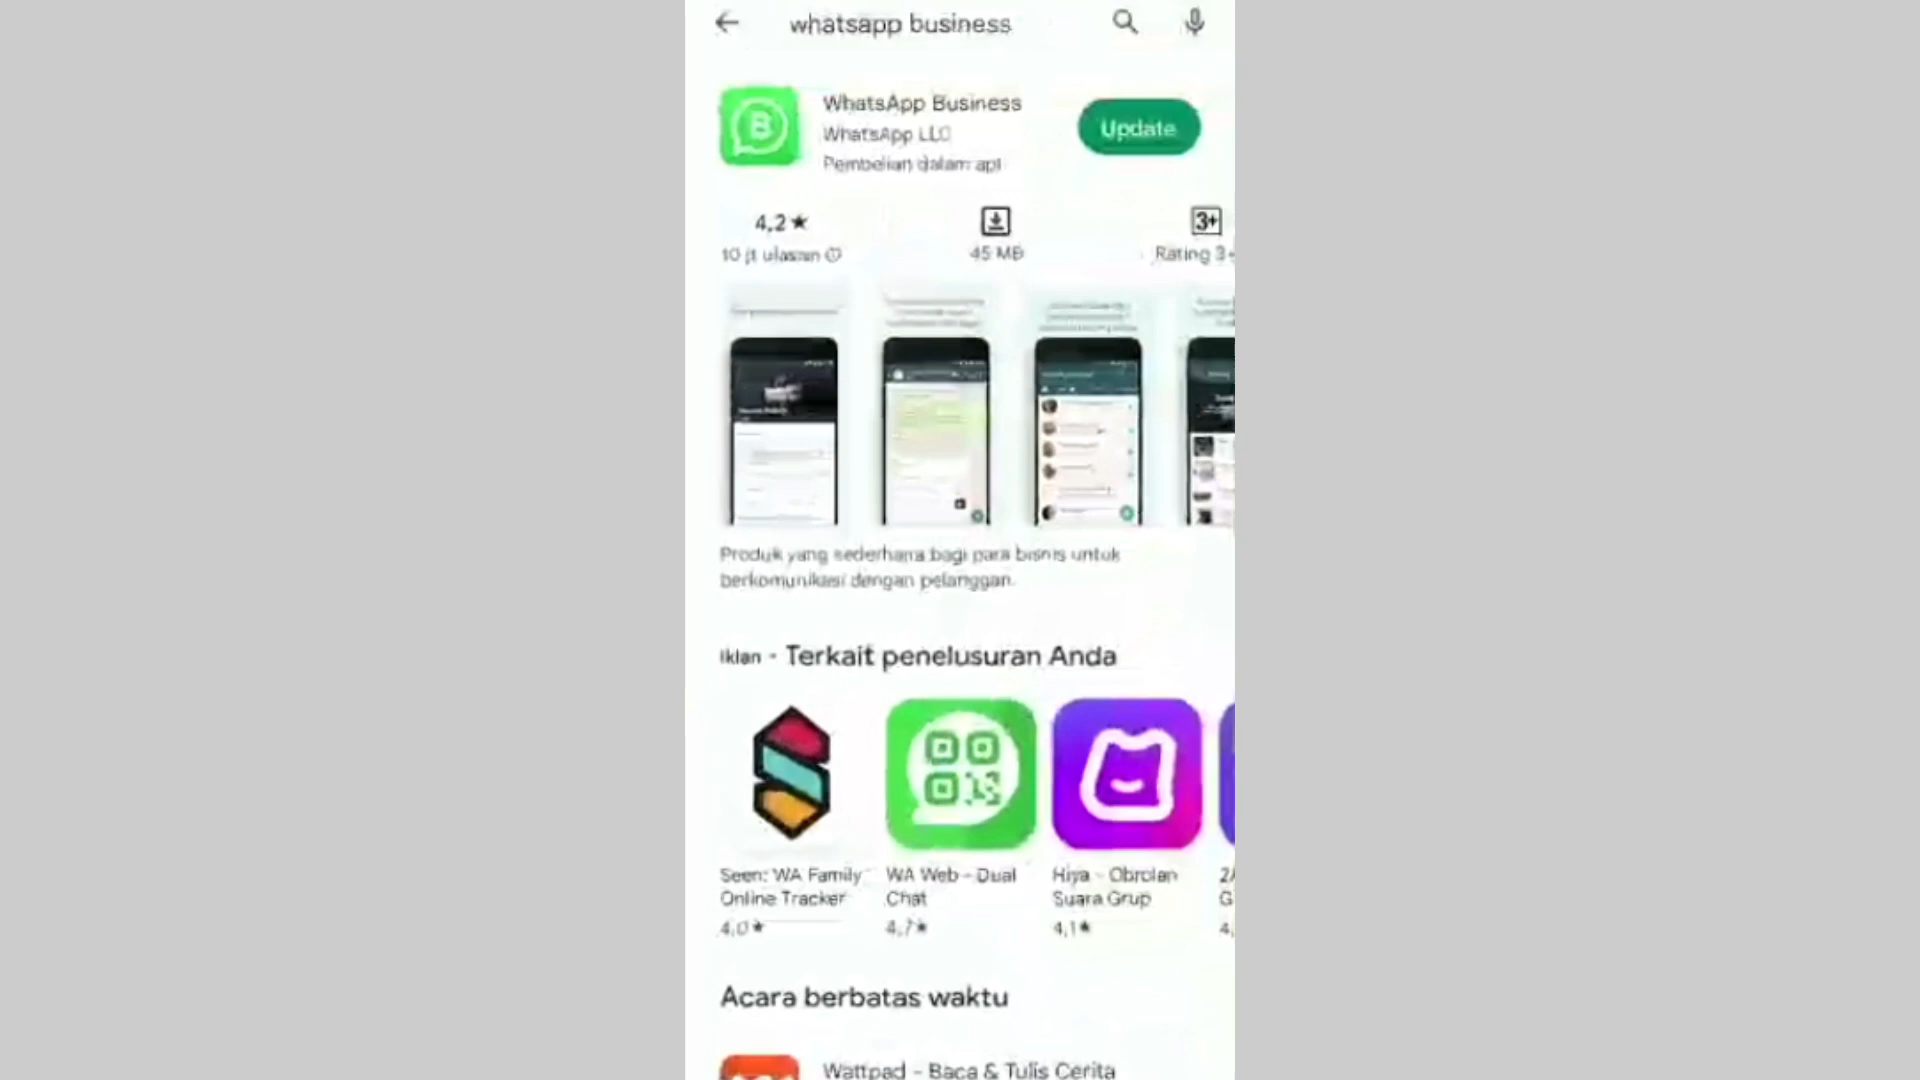 whatsapp business
WhatsApp Business
WhatsApp LLC
Update
Pembelian dalam apl
4,2★
3+
10 jt ulasan
45 MB
Rating 3+
Produk yang sederhana bagi para bisnis untuk
berkomunikasi dengan pelanggan.
Iklan · Terkait penelusuran Anda
Seen: WA Family
Online Tracker
4,0★
WA Web - Dual
Chat
4,7★
Hiya - Obrolan
Suara Grup
4,1★
Acara berbatas waktu
Wattpad - Baca & Tulis Cerita